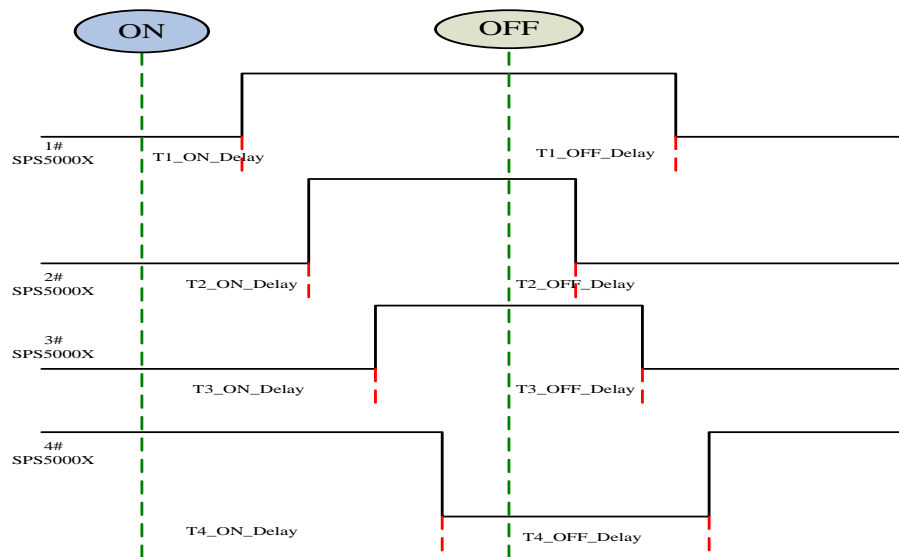 ON
OFF
1#
SPS5000X
T1_ON_Delay
T1_OFF_Delay
2#
SPS5000X
T2_ON_Delay
T2_OFF_Delay
3#
SPS5000X
T3_ON_Delay
T3_OFF_Delay
4#
SPS5000X
T4_ON_Delay
T4_OFF_Delay